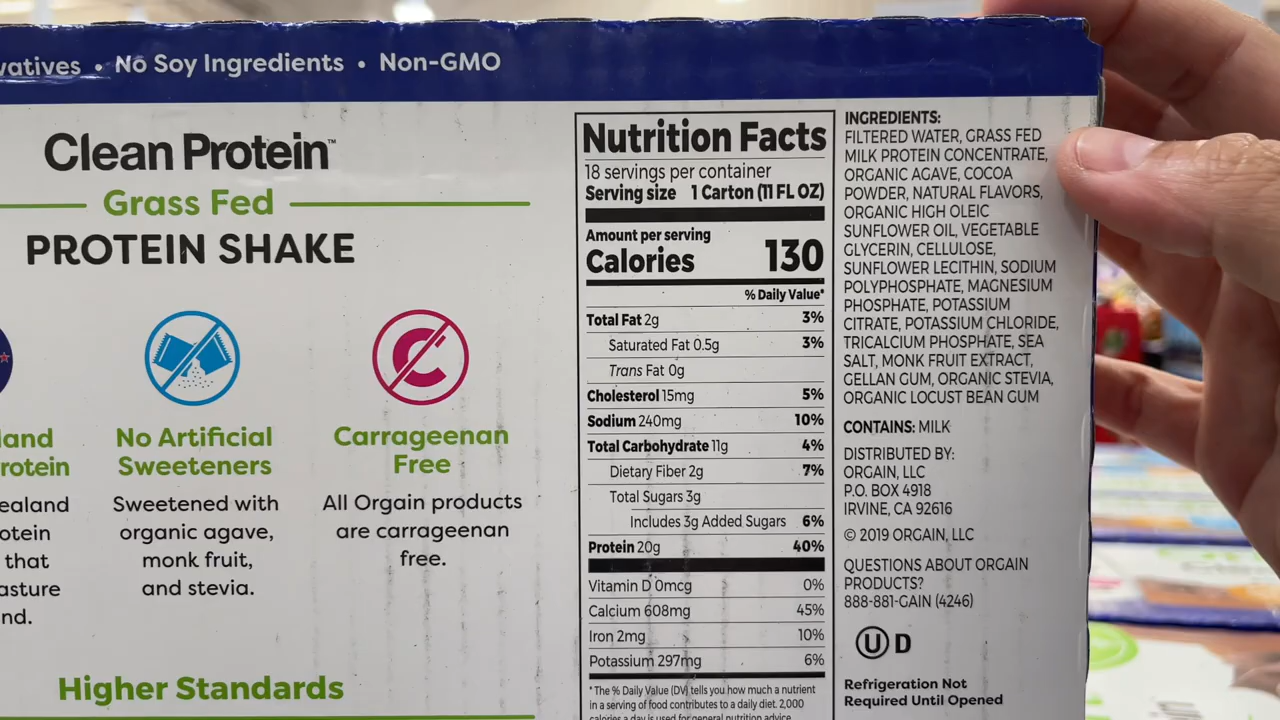 • No Soy Ingredients • Non-GMO
Clean Protein™
Grass Fed
PROTEIN SHAKE
No Artificial
Sweeteners
Sweetened with
organic agave,
monk fruit,
and stevia.
Carrageenan
Free
All Orgain products
are carrageenan
free.
that
Higher Standards
Nutrition Facts
18 servings per container
Serving size 1 Carton (11 FL OZ)
Amount per serving
Calories 130
% Daily Value*
Total Fat 2g 3%
Saturated Fat 0.5g 3%
Trans Fat 0g
Cholesterol 15mg 5%
Sodium 240mg 10%
Total Carbohydrate 11g 4%
Dietary Fiber 2g 7%
Total Sugars 3g
Includes 3g Added Sugars 6%
Protein 20g 40%
Vitamin D 0mcg 0%
Calcium 608mg 45%
Iron 2mg 10%
Potassium 297mg 6%
* The % Daily Value (DV) tells you how much a nutrient
in a serving of food contributes to a daily diet. 2,000
calories a day is used for general nutrition advice.
INGREDIENTS:
FILTERED WATER, GRASS FED
MILK PROTEIN CONCENTRATE,
ORGANIC AGAVE, COCOA
POWDER, NATURAL FLAVORS,
ORGANIC HIGH OLEIC
SUNFLOWER OIL, VEGETABLE
GLYCERIN, CELLULOSE,
SUNFLOWER LECITHIN, SODIUM
POLYPHOSPHATE, MAGNESIUM
PHOSPHATE, POTASSIUM
CITRATE, POTASSIUM CHLORIDE,
TRICALCIUM PHOSPHATE, SEA
SALT, MONK FRUIT EXTRACT,
GELLAN GUM, ORGANIC STEVIA,
ORGANIC LOCUST BEAN GUM
CONTAINS: MILK
DISTRIBUTED BY:
ORGAIN, LLC
P.O. BOX 4918
IRVINE, CA 92616
© 2019 ORGAIN, LLC
QUESTIONS ABOUT ORGAIN
PRODUCTS?
888-881-GAIN (4246)
U D
Refrigeration Not
Required Until Opened